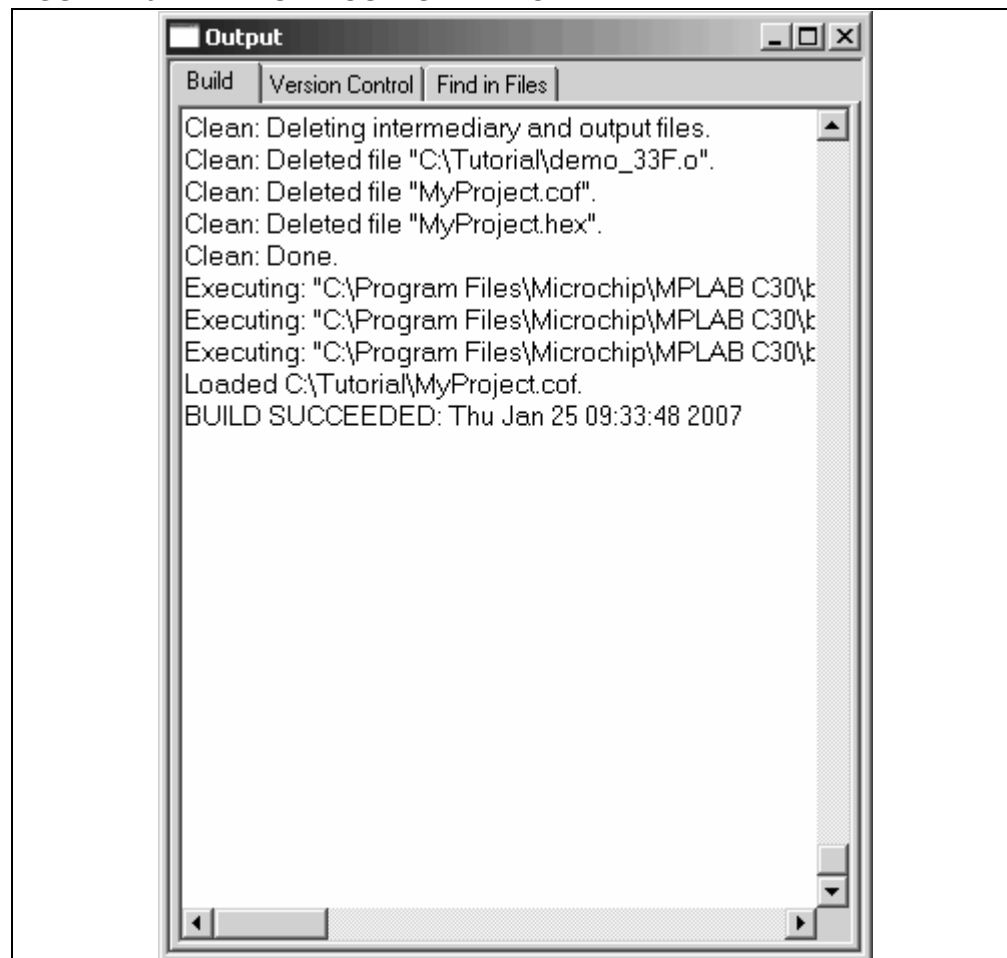 Output
Build Version Control Find in Files
Clean: Deleting intermediary and output files.
Clean: Deleted file "C:\Tutorial\demo_33F.o".
Clean: Deleted file "MyProject.cof".
Clean: Deleted file "MyProject.hex".
Clean: Done.
Executing: "C:\Program Files\Microchip\MPLAB C30\b
Executing: "C:\Program Files\Microchip\MPLAB C30\b
Executing: "C:\Program Files\Microchip\MPLAB C30\b
Loaded C:\Tutorial\MyProject.cof.
BUILD SUCCEEDED: Thu Jan 25 09:33:48 2007